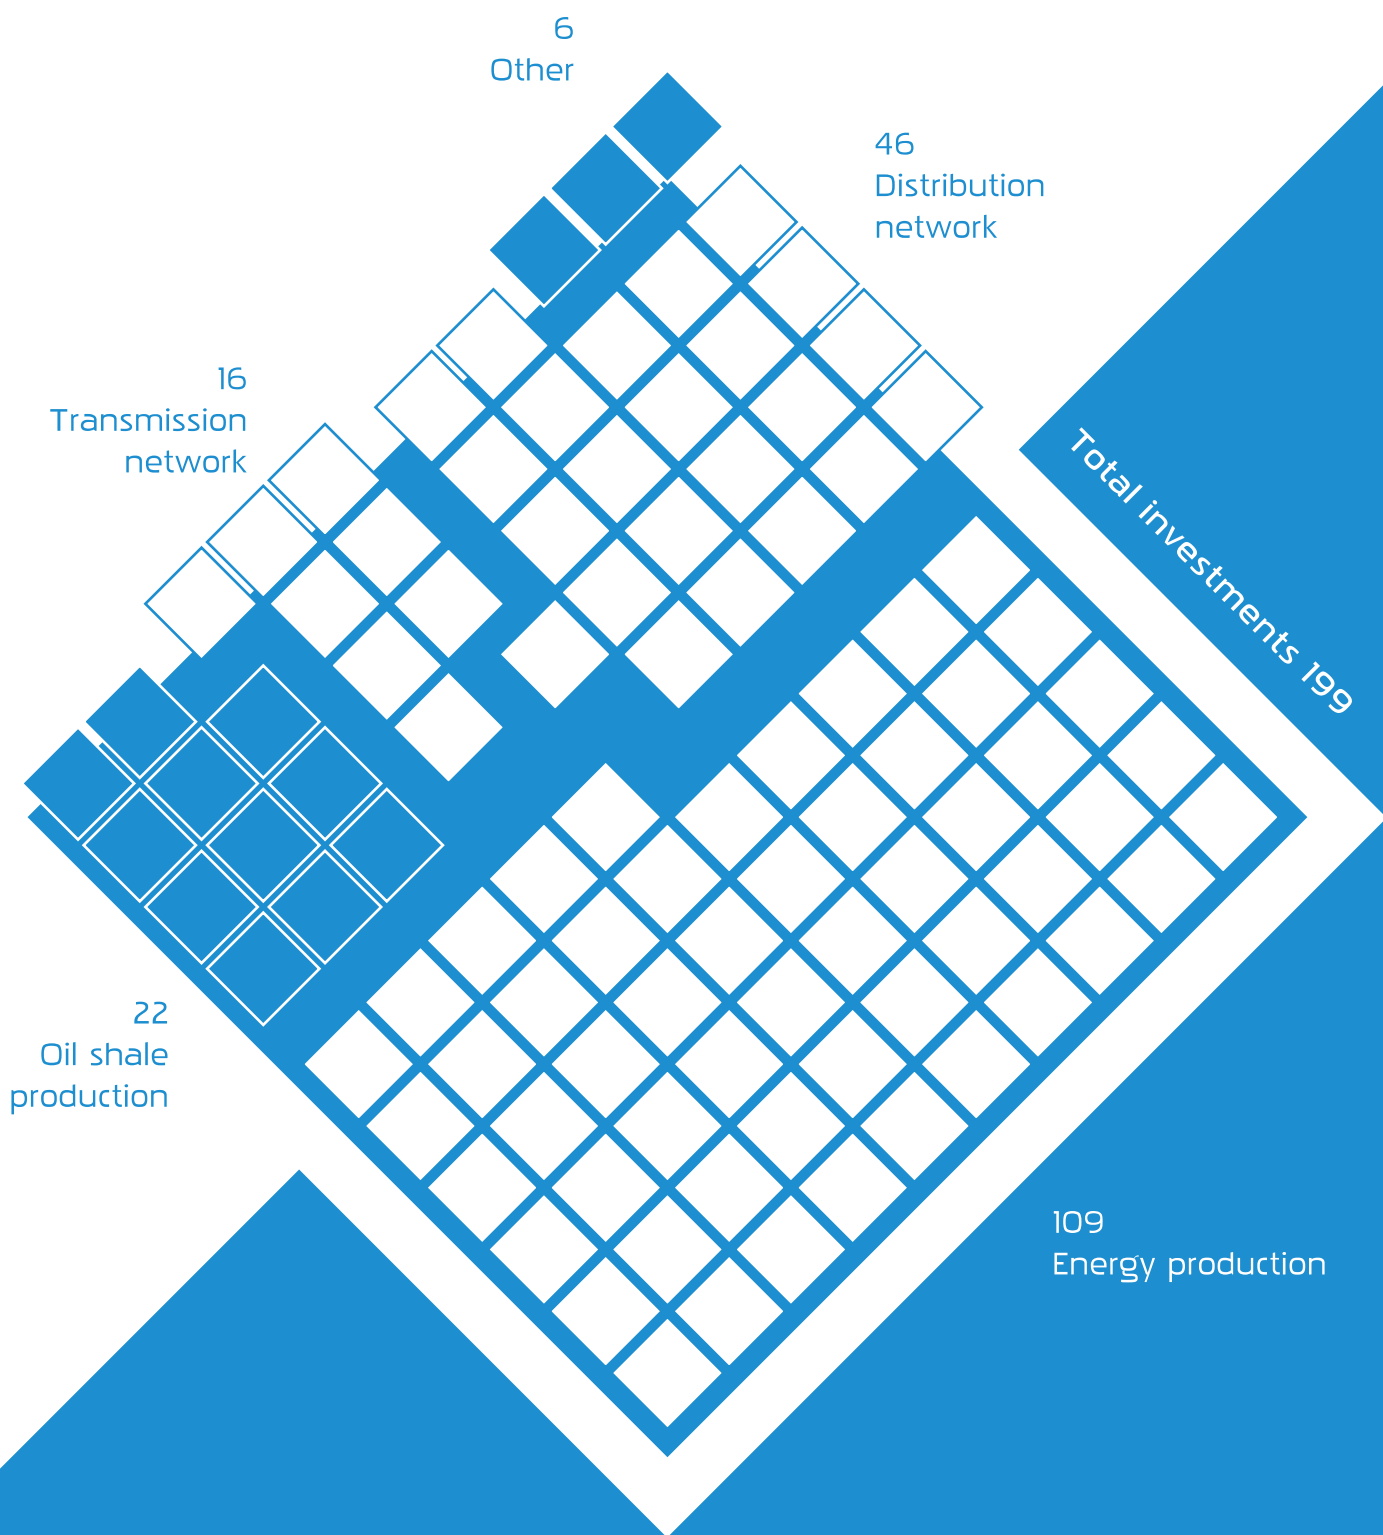 6
Other
46
Distribution
network
16
Transmission
network
Total investments 199
22
Oil shale
production
109
Energy production